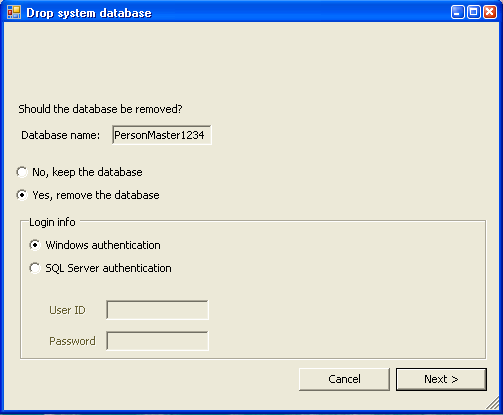 Drop system database
Should the database be removed?
Database name: PersonMaster1234
No, keep the database
Yes, remove the database
Login info
Windows authentication
SQL Server authentication
User ID
Password
Cancel Next >